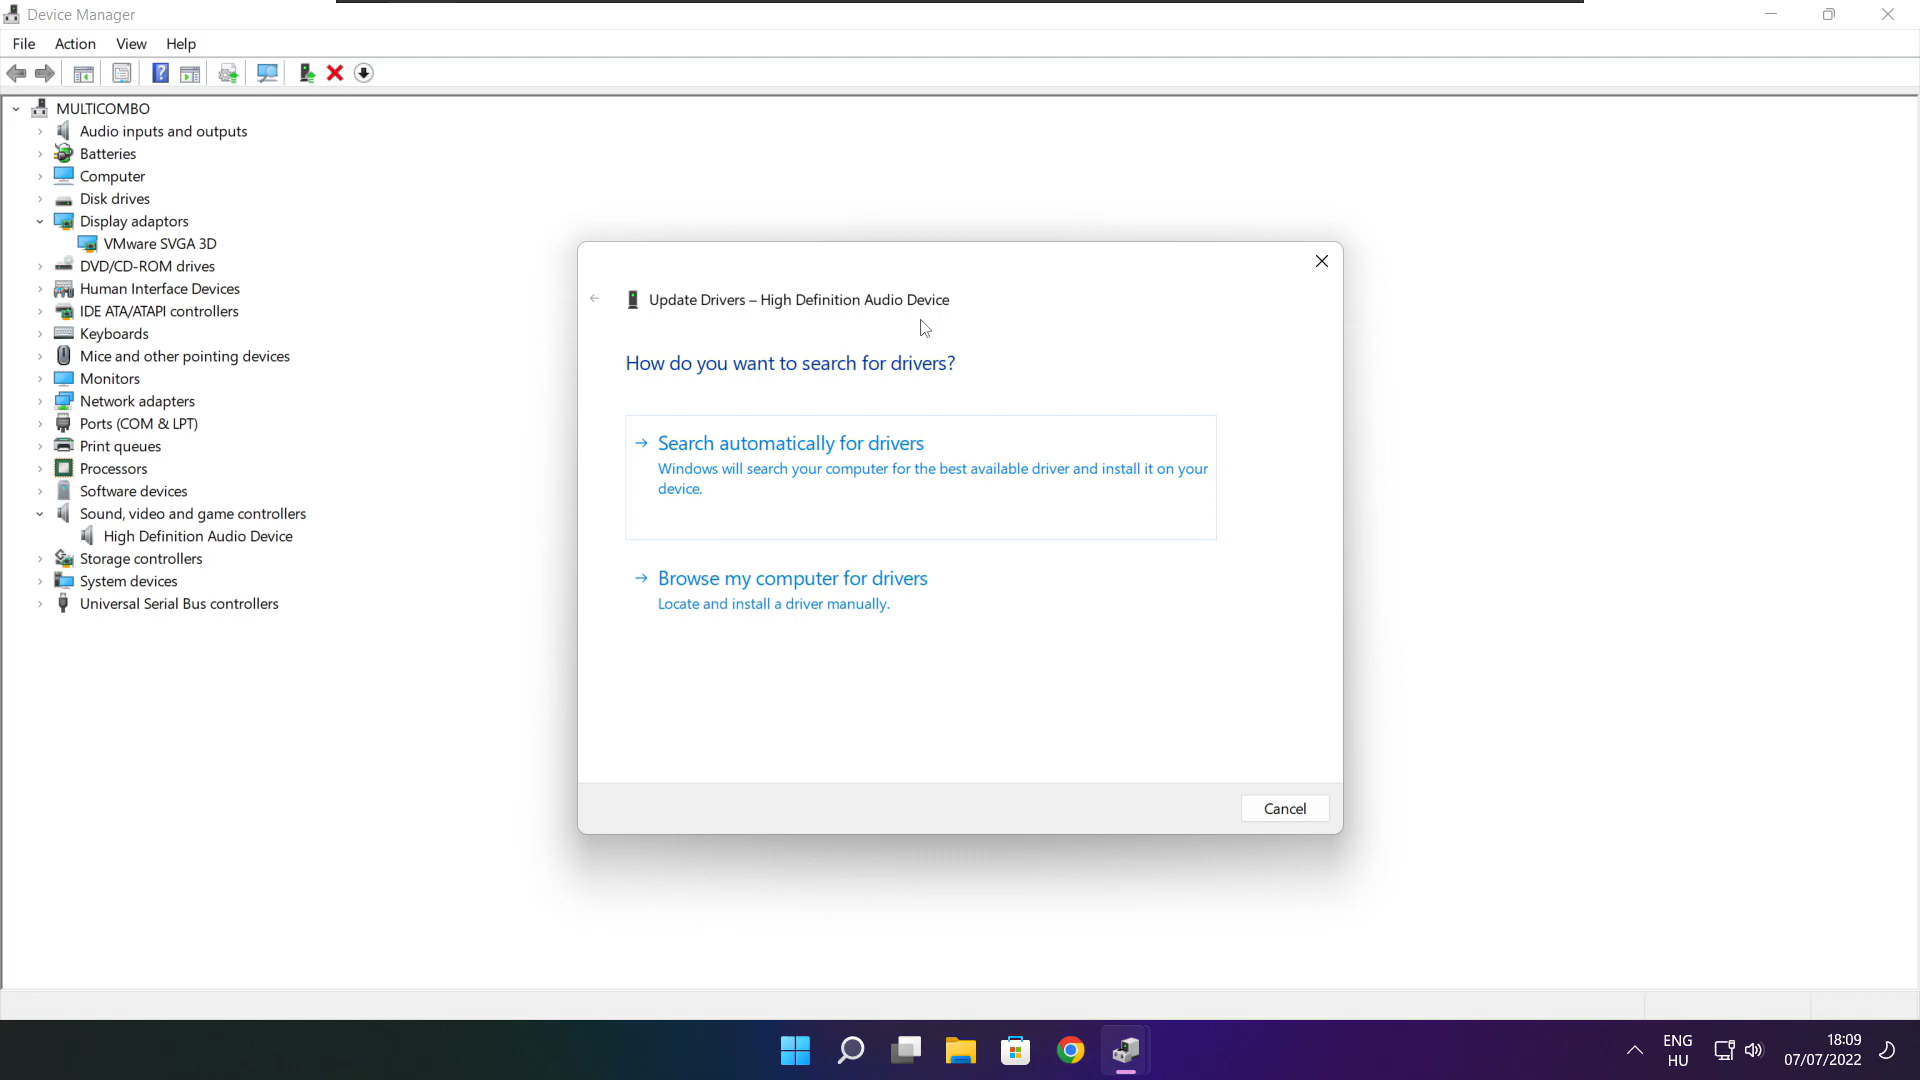 Device Manager
File Action View Help
MULTICOMBO
Audio inputs and outputs
Batteries
Computer
Disk drives
Display adaptors
VMware SVGA 3D
DVD/CD-ROM drives
Human Interface Devices
IDE ATA/ATAPI controllers
Keyboards
Mice and other pointing devices
Monitors
Network adapters
Ports (COM & LPT)
Print queues
Processors
Software devices
Sound, video and game controllers
High Definition Audio Device
Storage controllers
System devices
Universal Serial Bus controllers
Update Drivers – High Definition Audio Device
How do you want to search for drivers?
Search automatically for drivers
Windows will search your computer for the best available driver and install it on your
device.
Browse my computer for drivers
Locate and install a driver manually.
Cancel
ENG
HU
18:09
07/07/2022